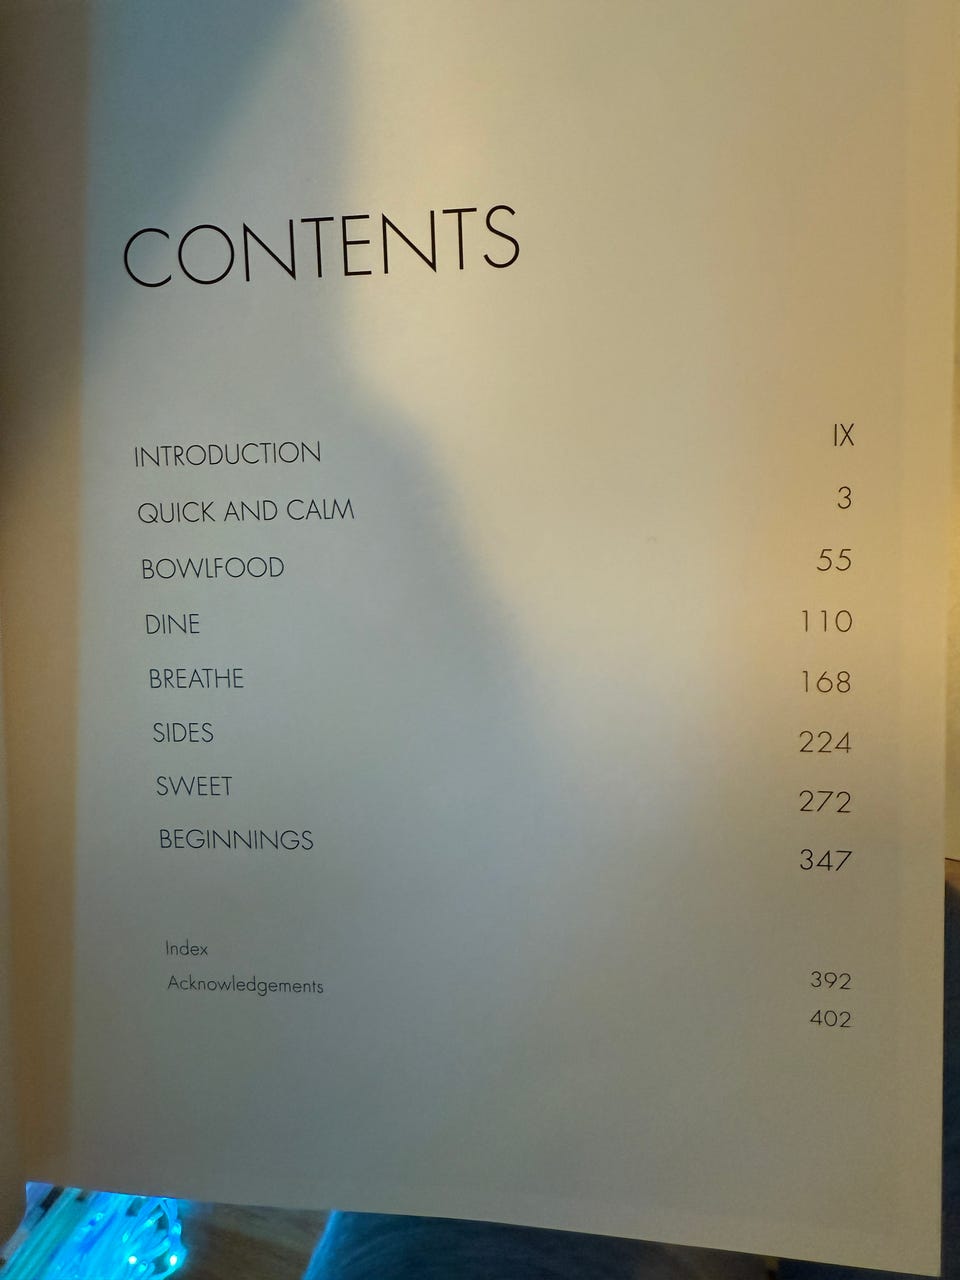 CONTENTS
INTRODUCTION IX
QUICK AND CALM 3
BOWLFOOD 55
DINE 110
BREATHE 168
SIDES 224
SWEET 272
BEGINNINGS 347
Index 392
Acknowledgements 402